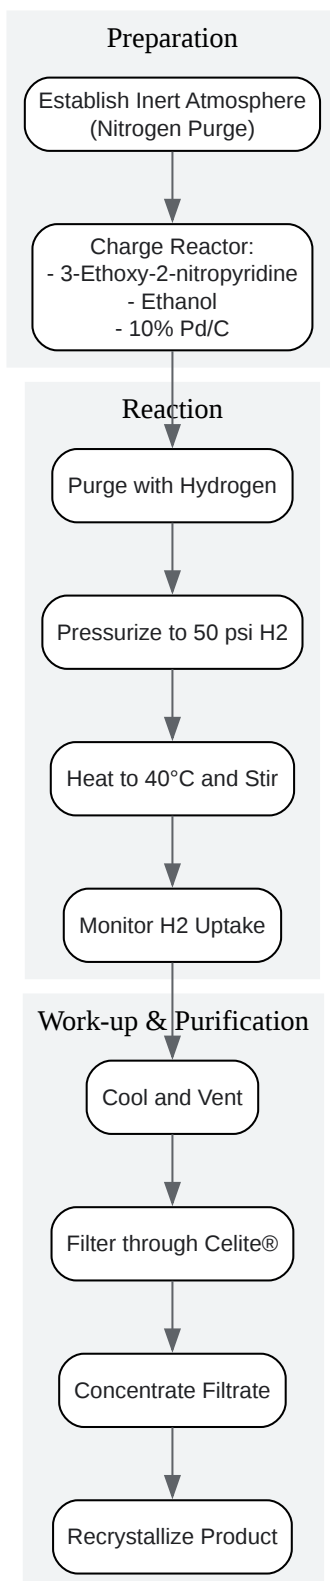 Preparation
Establish Inert Atmosphere
(Nitrogen Purge)
Charge Reactor:
- 3-Ethoxy-2-nitropyridine
- Ethanol
- 10% Pd/C
Reaction
Purge with Hydrogen
Pressurize to 50 psi H2
Heat to 40°C and Stir
Monitor H2 Uptake
Work-up & Purification
Cool and Vent
Filter through Celite®
Concentrate Filtrate
Recrystallize Product